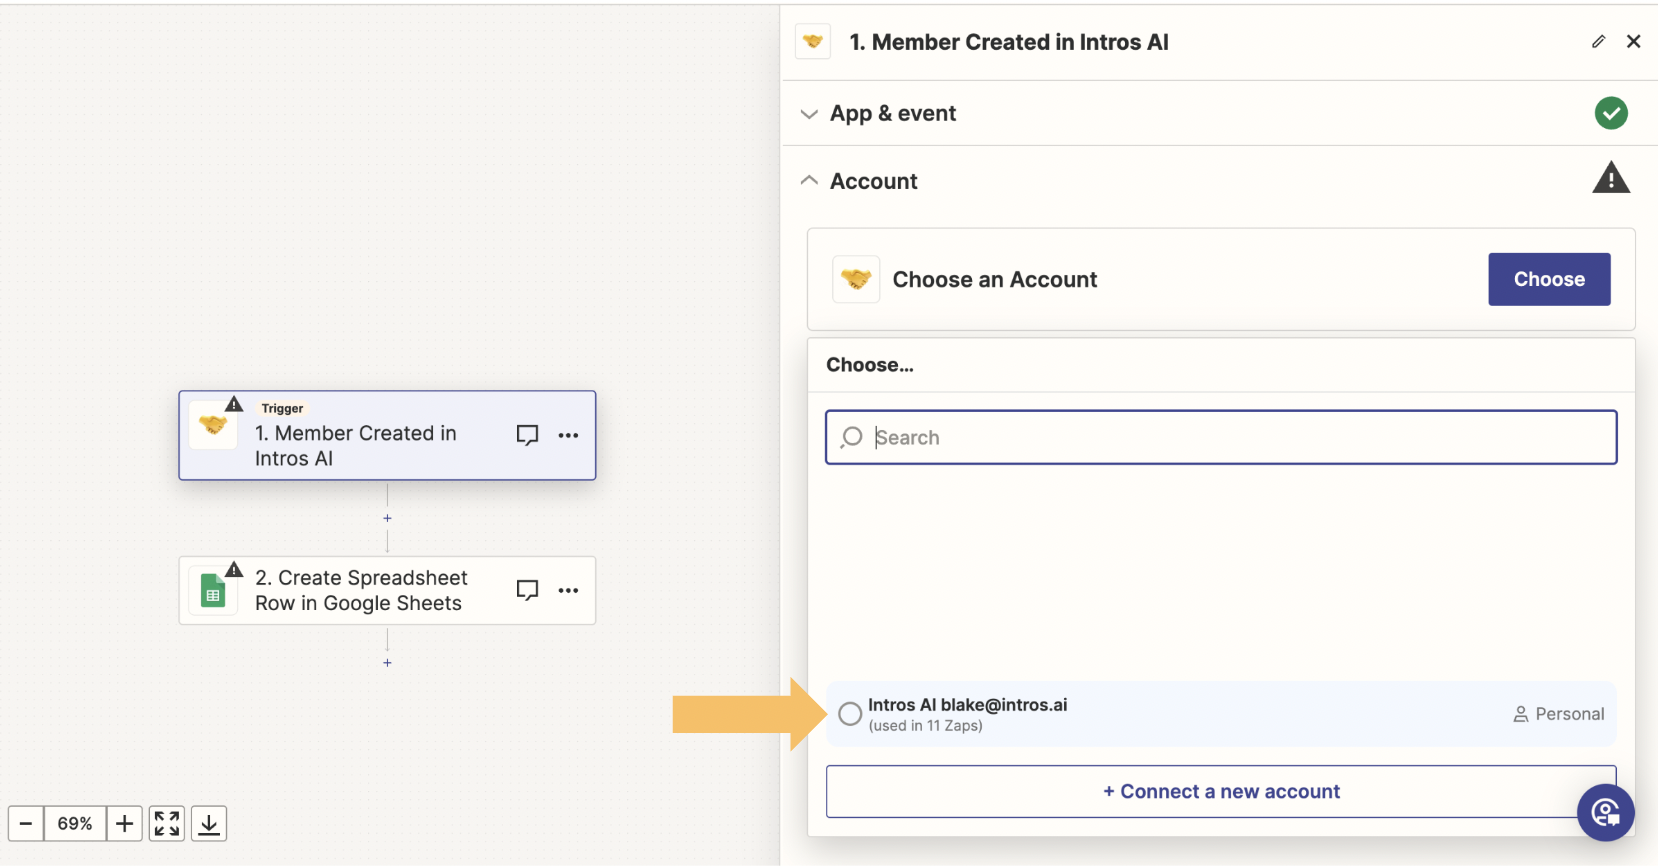 1. Member Created in Intros AI
App & event
Account
Choose an Account
Choose
Choose...
Search
Intros AI blake@intros.ai
(used in 11 Zaps)
Personal
+ Connect a new account
Trigger
1. Member Created in
Intros AI
2. Create Spreadsheet
Row in Google Sheets
69%